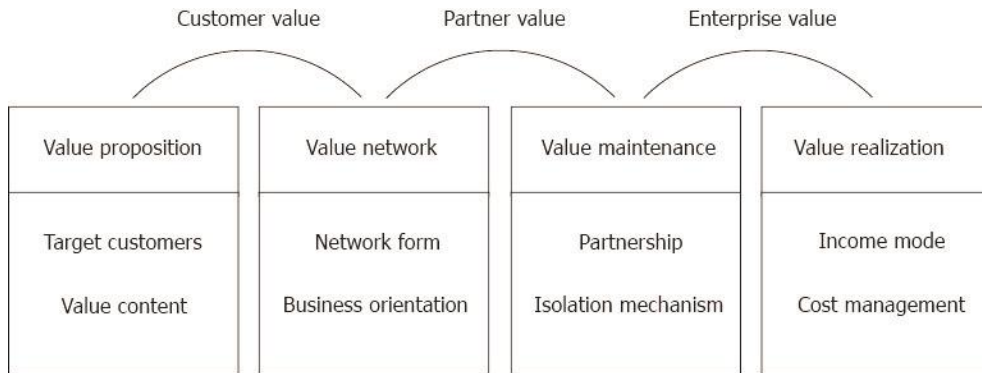 Customer value
Partner value
Enterprise value
Value proposition
Value network
Value maintenance
Value realization
Target customers
Value content
Network form
Business orientation
Partnership
Isolation mechanism
Income mode
Cost management